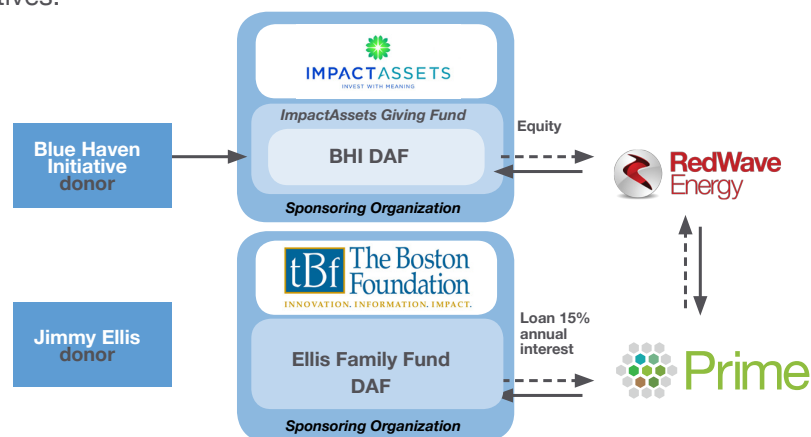 tives.
IMPACTASSETS
INVEST WITH MEANING
ImpactAssets Giving Fund
Blue Haven
Initiative
donor
BHI DAF
Equity
RedWave
Energy
Sponsoring Organization
tBf The Boston
Foundation
INNOVATION. INFORMATION. IMPACT.
Jimmy Ellis
donor
Ellis Family Fund
DAF
Loan 15%
annual
interest
Prime
Sponsoring Organization